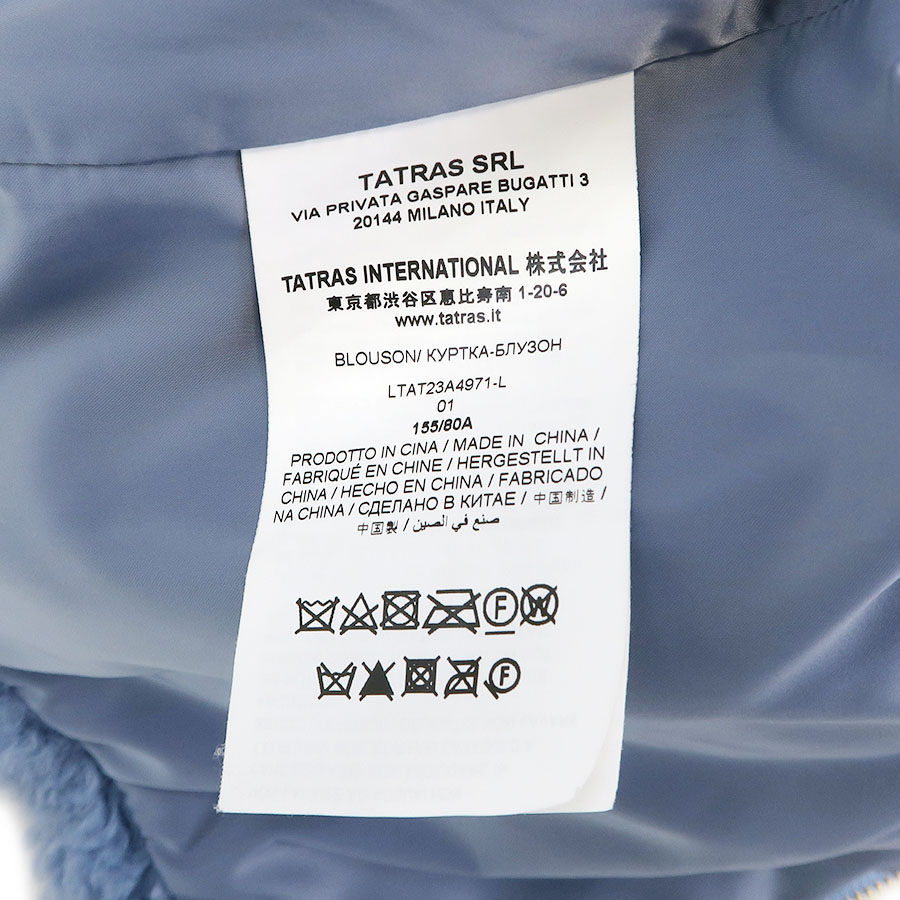 TATRAS SRL
VIA PRIVATA GASPARE BUGATTI 3
20144 MILANO ITALY
TATRAS INTERNATIONAL 株式会社
東京都渋谷区恵比寿南 1-20-6
www.tatras.it
BLOUSON/ КУРТКА-БЛУЗОН
LTAT23A4971-L
01
155/80A
PRODOTTO IN CINA / MADE IN CHINA /
FABRIQUÉ EN CHINE / HERGESTELLT IN
CHINA / HECHO EN CHINA / FABRICADO
NA CHINA / СДЕЛАНО В КИТАЕ / 中国制造 /
中国製 / صنع في الصين
F W
F